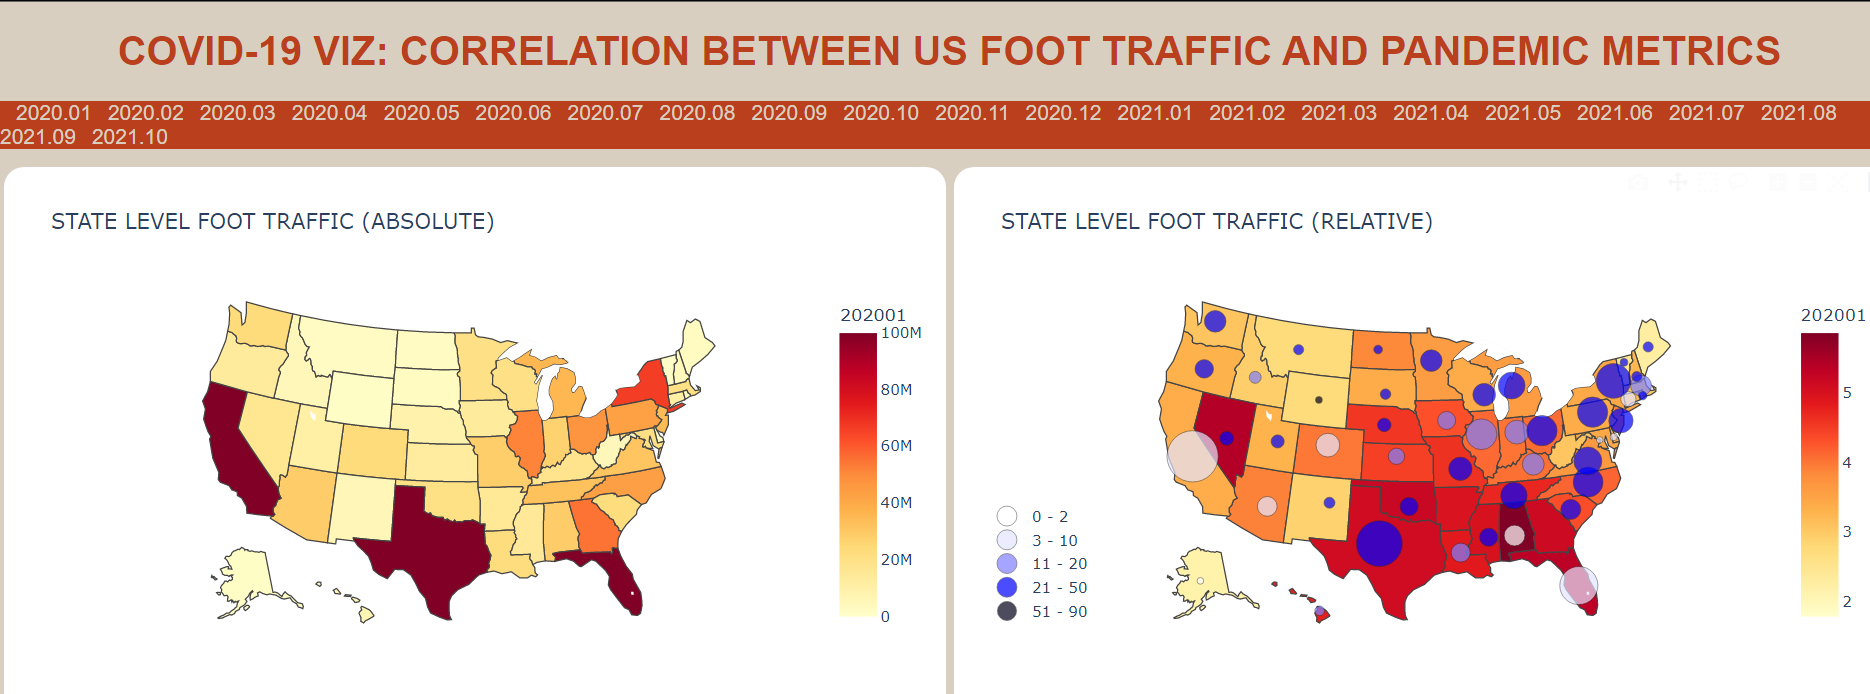 COVID-19 VIZ: CORRELATION BETWEEN US FOOT TRAFFIC AND PANDEMIC METRICS
2020.01 2020.02 2020.03 2020.04 2020.05 2020.06 2020.07 2020.08 2020.09 2020.10 2020.11 2020.12 2021.01 2021.02 2021.03 2021.04 2021.05 2021.06 2021.07 2021.08
2021.09 2021.10
STATE LEVEL FOOT TRAFFIC (ABSOLUTE)
202001
100M
80M
60M
40M
20M
0
STATE LEVEL FOOT TRAFFIC (RELATIVE)
0 - 2
3 - 10
11 - 20
21 - 50
51 - 90
202001
5
4
3
2